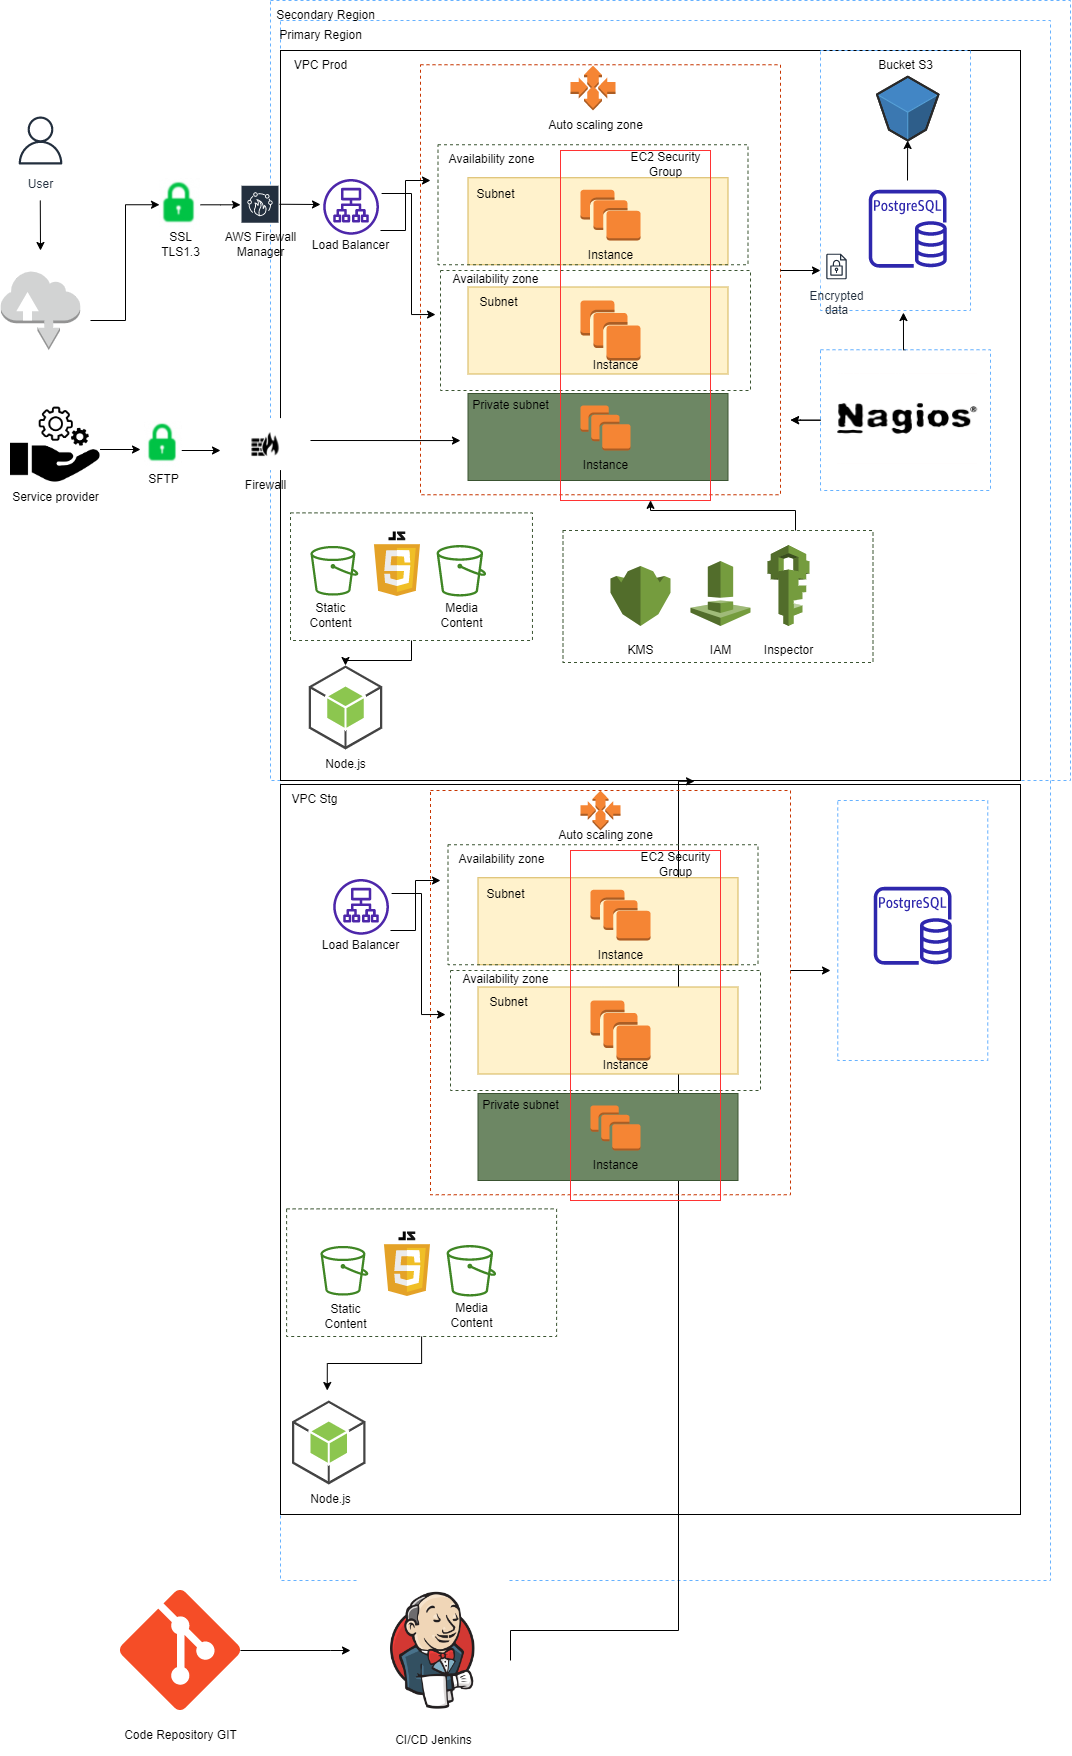 Secondary Region
Primary Region
VPC Prod
Bucket S3
Auto scaling zone
Availability zone
EC2 Security
Group
User
Subnet
PostgreSQL
SSL
TLS1.3
AWS Firewall
Manager
Load Balancer
Instance
Availability zone
Subnet
Encrypted
data
Instance
Private subnet
Nagios®
Instance
SFTP
Firewall
Service provider
JS
5
Static
Content
Media
Content
KMS
IAM
Inspector
Node.js
VPC Stg
Auto scaling zone
Availability zone
EC2 Security
Group
Subnet
PostgreSQL
Load Balancer
Instance
Availability zone
Subnet
Instance
Private subnet
Instance
JS
5
Static
Content
Media
Content
Node.js
Code Repository GIT
CI/CD Jenkins